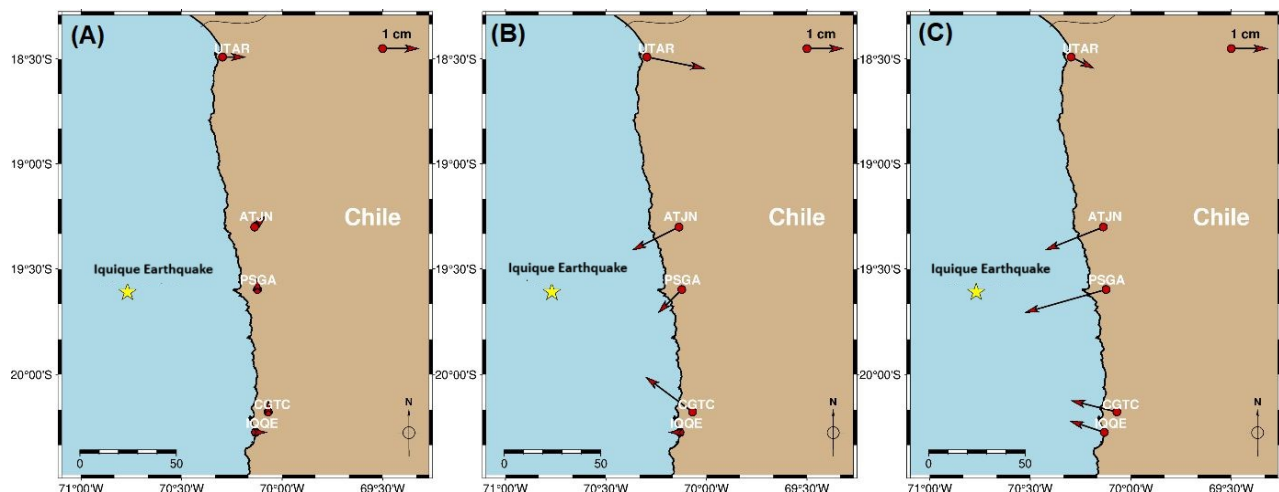 (A)
UTAR
1 cm
ATJN
Chile
Iquique Earthquake
PSGA
CGTC
IQQE
N
0 50
18°30'S
19°00'S
19°30'S
20°00'S
71°00'W 70°30'W 70°00'W 69°30'W
(B)
UTAR
1 cm
ATJN
Chile
Iquique Earthquake
PSGA
CGTC
IQQE
N
0 50
18°30'S
19°00'S
19°30'S
20°00'S
71°00'W 70°30'W 70°00'W 69°30'W
(C)
UTAR
1 cm
ATJN
Chile
Iquique Earthquake
PSGA
CGTC
IQQE
N
0 50
18°30'S
19°00'S
19°30'S
20°00'S
71°00'W 70°30'W 70°00'W 69°30'W